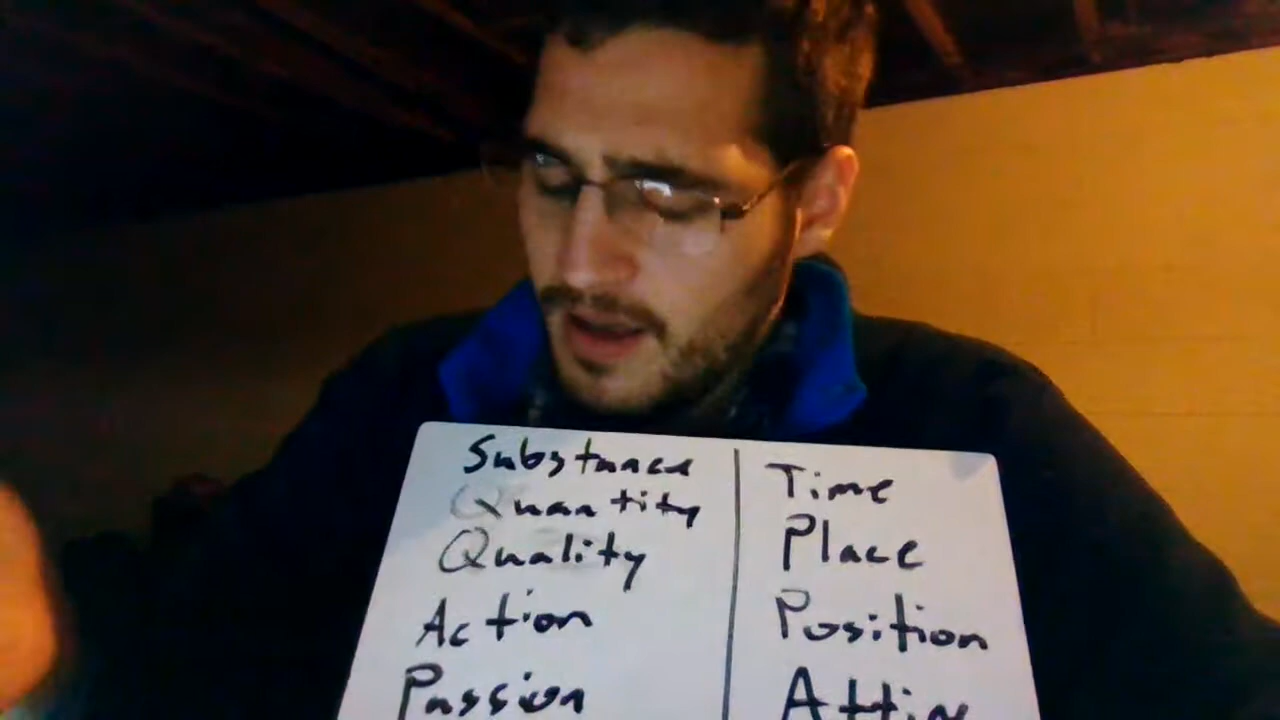 Substance
Quantity
Quality
Action
Passion
Time
Place
Position